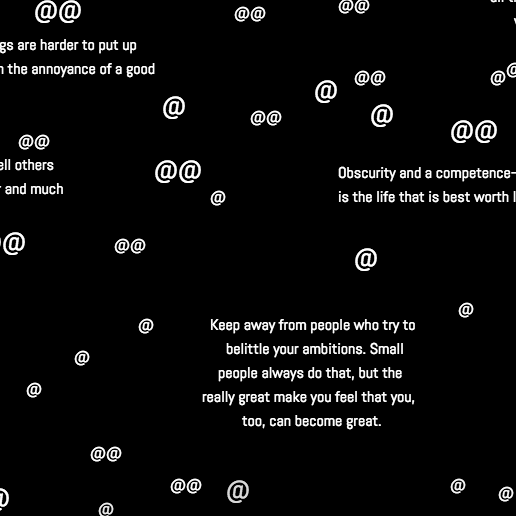 @@
@@
@@
gs are harder to put up
the annoyance of a good
@@
@
@
@
@@
@
@@
@@
@@
ell others
and much
@@
@
Obscurity and a competence—
is the life that is best worth
@
@@
@
@
@
@
@
Keep away from people who try to
belittle your ambitions. Small
people always do that, but the
really great make you feel that you,
too, can become great.
@@
@@
@
@
@
@